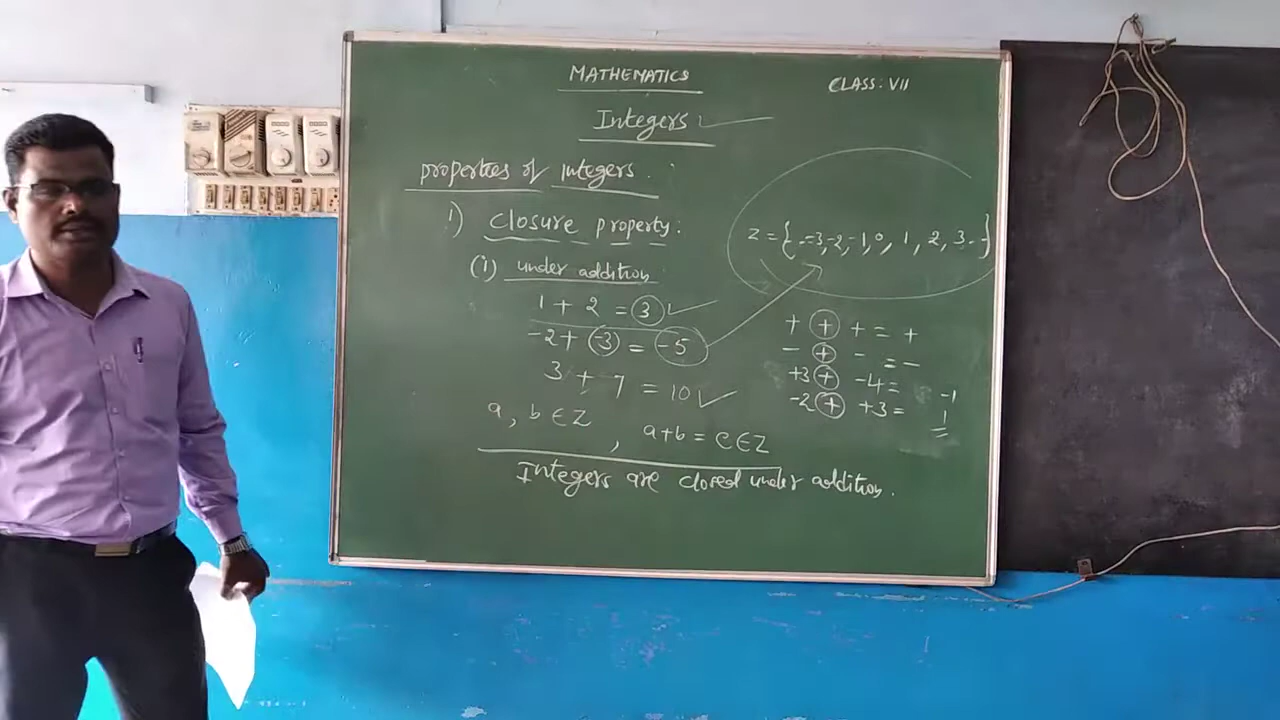 MATHEMATICS
CLASS: VII
Integers
properties of integers :
1) closure property:
(i) under addition
1 + 2 = 3
-2 + (-3) = -5
3 + 7 = 10
a, b ∈ Z , a+b = c ∈ Z
Integers are closed under addition.
Z = { . -3, -2, -1, 0, 1, 2, 3 . - }
+ + + = +
- + - = -
+3 + -4 = -1
-2 + +3 = 1